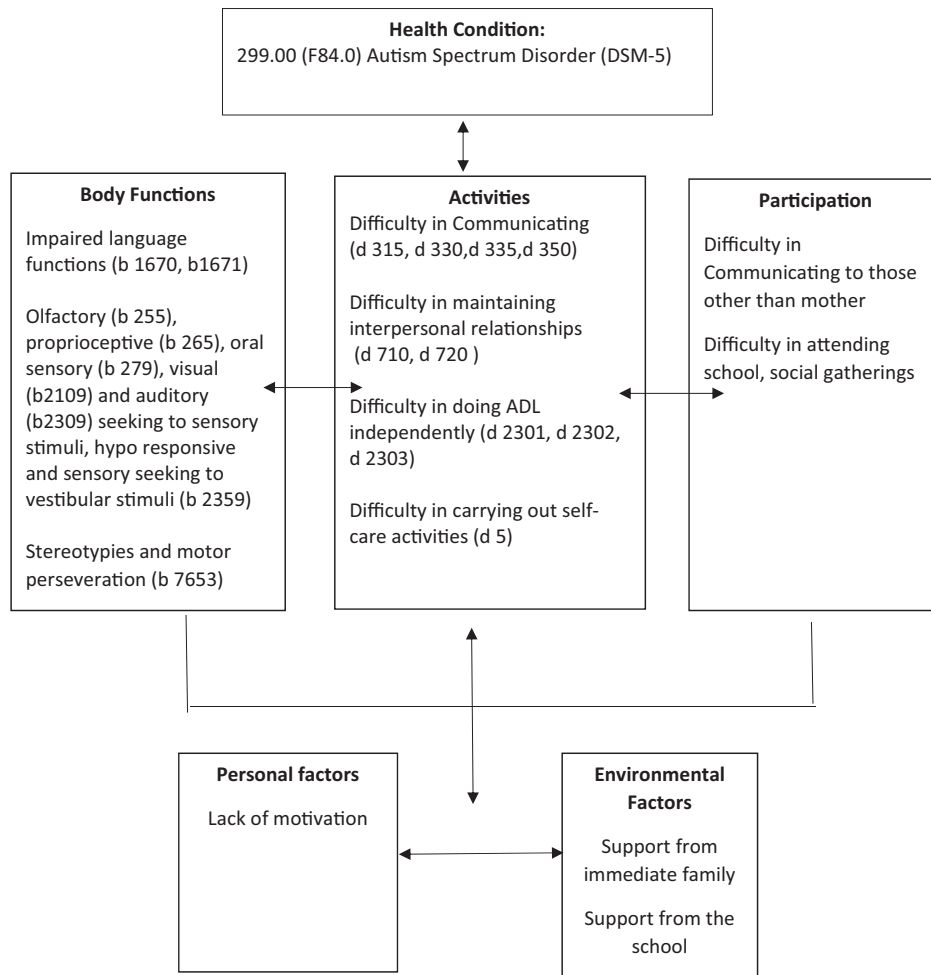 Health Condition:
299.00 (F84.0) Autism Spectrum Disorder (DSM-5)
Body Functions
Impaired language
functions (b 1670, b1671)
Olfactory (b 255),
proprioceptive (b 265), oral
sensory (b 279), visual
(b2109) and auditory
(b2309) seeking to sensory
stimuli, hypo responsive
and sensory seeking to
vestibular stimuli (b 2359)
Stereotypies and motor
perseveration (b 7653)
Activities
Difficulty in Communicating
(d 315, d 330,d 335,d 350)
Difficulty in maintaining
interpersonal relationships
(d 710, d 720 )
Difficulty in doing ADL
independently (d 2301, d 2302,
d 2303)
Difficulty in carrying out self-
care activities (d 5)
Participation
Difficulty in
Communicating to those
other than mother
Difficulty in attending
school, social gatherings
Personal factors
Lack of motivation
Environmental
Factors
Support from
immediate family
Support from the
school